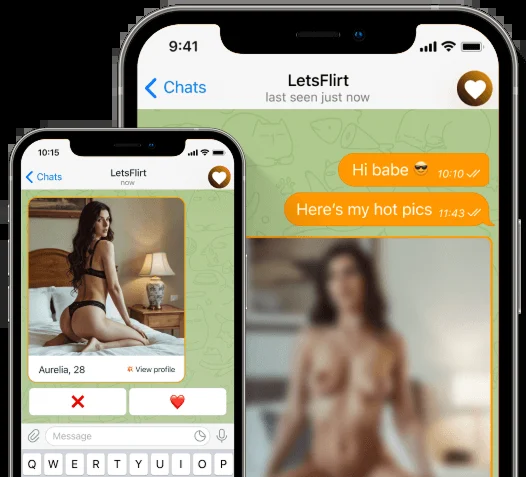 9:41
Chats
LetsFlirt
last seen just now
Hi babe 😎 10:10
Here's my hot pics 11:43
10:15
Chats
LetsFlirt
now
Aurelia, 28
View profile
Message
Q W E R T Y U I O P